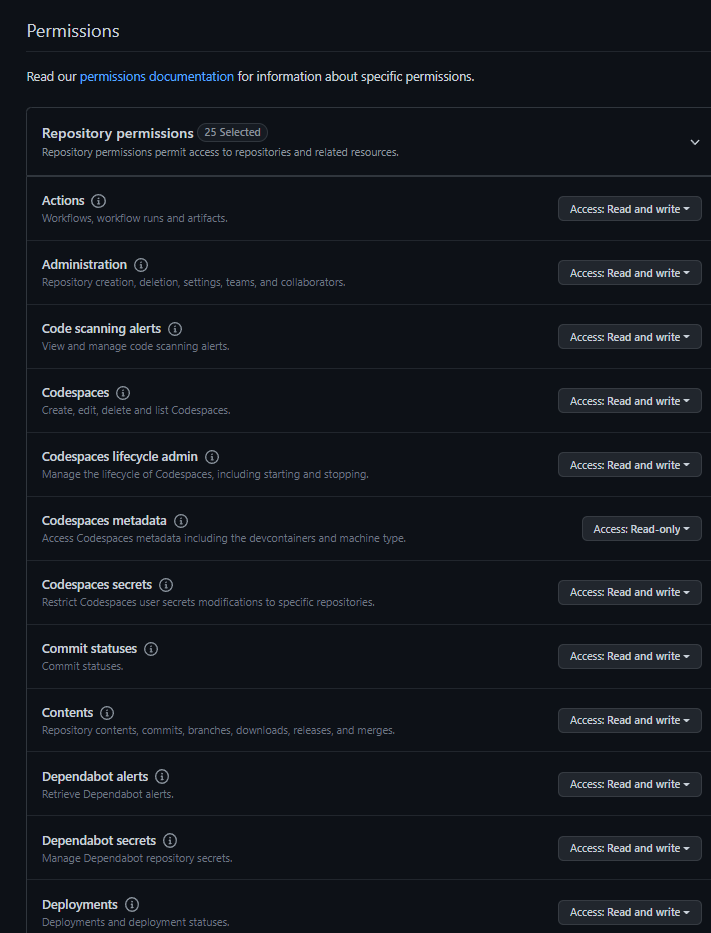 Permissions
Read our permissions documentation for information about specific permissions.
Repository permissions 25 Selected
Repository permissions permit access to repositories and related resources.
Actions
Access: Read and write
Workflows, workflow runs and artifacts.
Administration
Access: Read and write
Repository creation, deletion, settings, teams, and collaborators.
Code scanning alerts
Access: Read and write
View and manage code scanning alerts.
Codespaces
Access: Read and write
Create, edit, delete and list Codespaces.
Codespaces lifecycle admin
Access: Read and write
Manage the lifecycle of Codespaces, including starting and stopping.
Codespaces metadata
Access: Read-only
Access Codespaces metadata including the devcontainers and machine type.
Codespaces secrets
Access: Read and write
Restrict Codespaces user secrets modifications to specific repositories.
Commit statuses
Access: Read and write
Commit statuses.
Contents
Access: Read and write
Repository contents, commits, branches, downloads, releases, and merges.
Dependabot alerts
Access: Read and write
Retrieve Dependabot alerts.
Dependabot secrets
Access: Read and write
Manage Dependabot repository secrets.
Deployments
Access: Read and write
Deployments and deployment statuses.